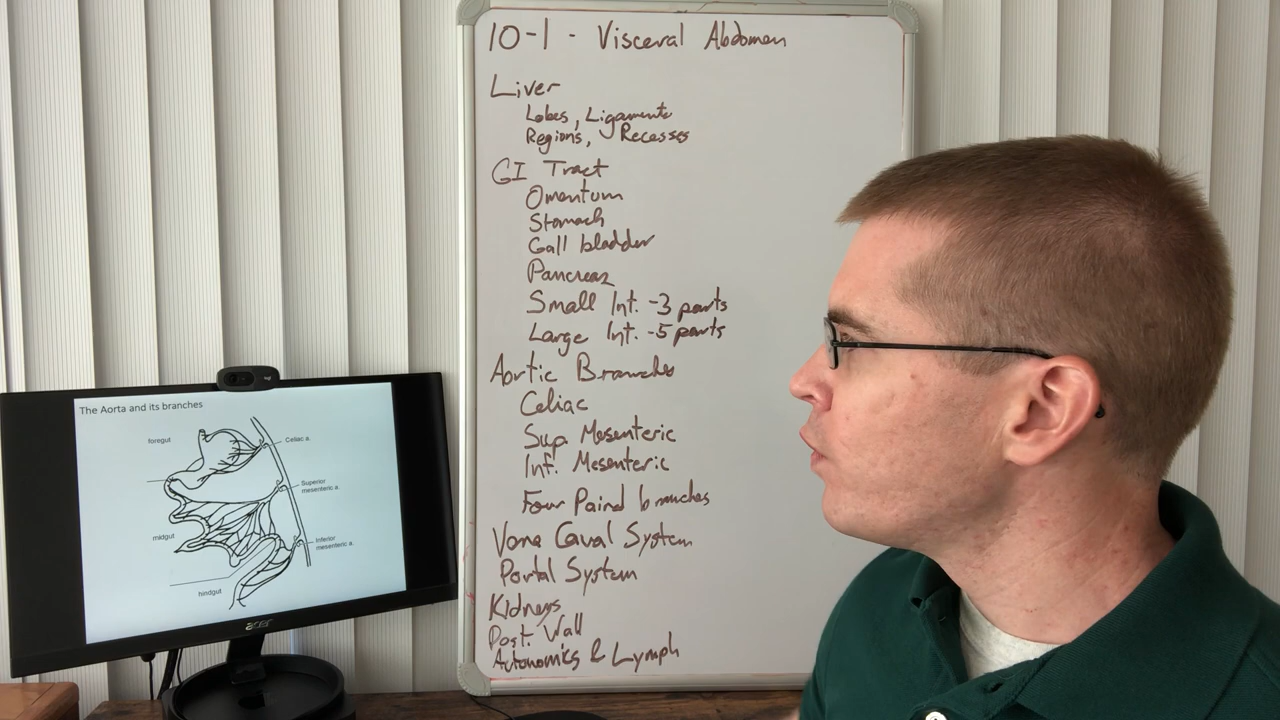 10-1 - Visceral Abdomen
Liver
Lobes, Ligaments
Regions, Recesses
GI Tract
Omentum
Stomach
Gall bladder
Pancreas
Small Int. -3 parts
Large Int. -5 parts
Aortic Branches
Celiac
Sup Mesenteric
Inf. Mesenteric
Four Paired branches
Vena Caval System
Portal System
Kidneys
Post. Wall
Autonomics & Lymph
The Aorta and its branches
foregut
Celiac a.
Superior
mesenteric a.
midgut
Inferior
mesenteric a.
hindgut
acer